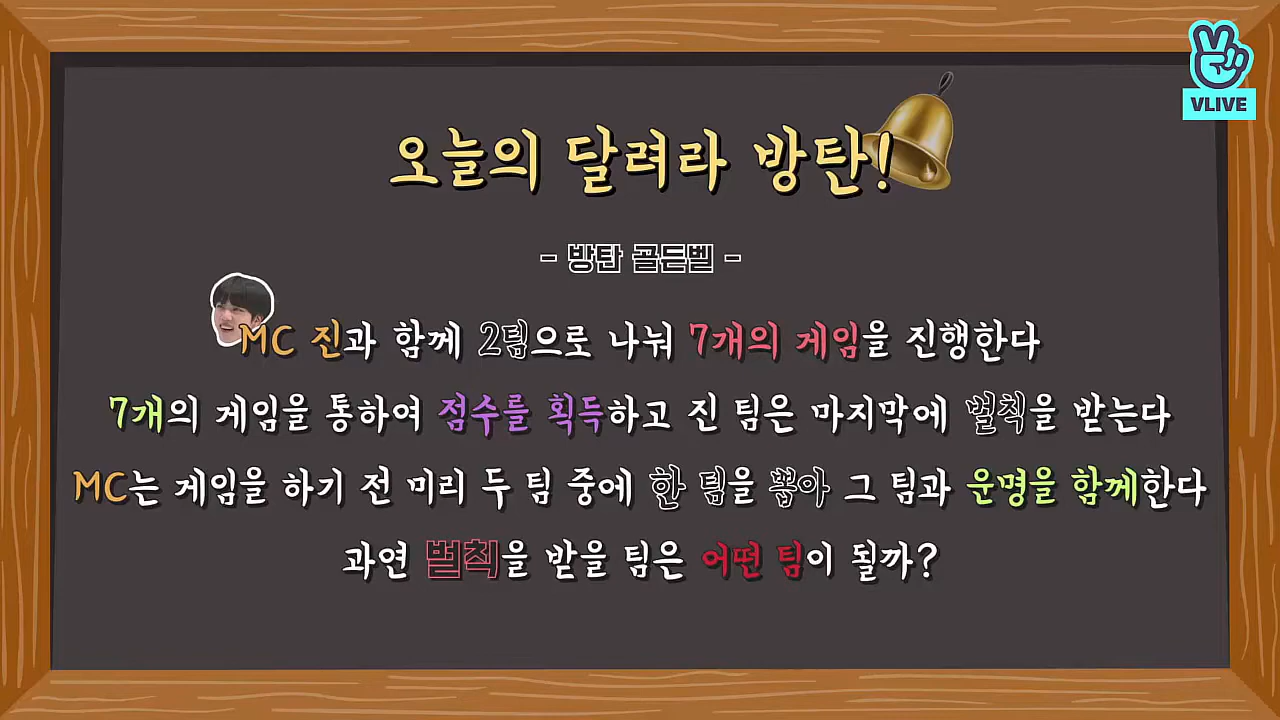 VLIVE
오늘의 달려라 방탄!
- 방탄 골든벨 -
MC 진과 함께 2팀으로 나눠 7개의 게임을 진행한다
7개의 게임을 통하여 점수를 획득하고 진 팀은 마지막에 벌칙을 받는다
MC는 게임을 하기 전 미리 두 팀 중에 한 팀을 뽑아 그 팀과 운명을 함께한다
과연 벌칙을 받을 팀은 어떤 팀이 될까?